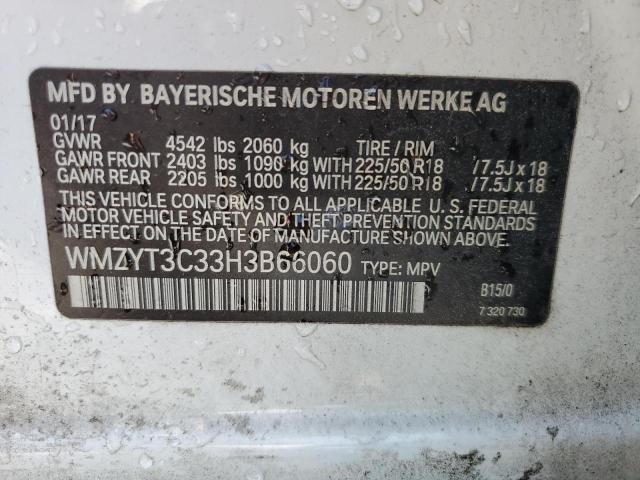 MFD BY BAYERISCHE MOTOREN WERKE AG
01/17
GVWR 4542 lbs 2060 kg TIRE / RIM
GAWR FRONT 2403 lbs 1090 kg WITH 225/50 R18 / 7.5J x 18
GAWR REAR 2205 lbs 1000 kg WITH 225/50 R18 / 7.5J x 18
THIS VEHICLE CONFORMS TO ALL APPLICABLE U. S. FEDERAL
MOTOR VEHICLE SAFETY AND THEFT PREVENTION STANDARDS
IN EFFECT ON THE DATE OF MANUFACTURE SHOWN ABOVE.
WMZYT3C33H3B66060 TYPE: MPV
B15/0
7 320 730